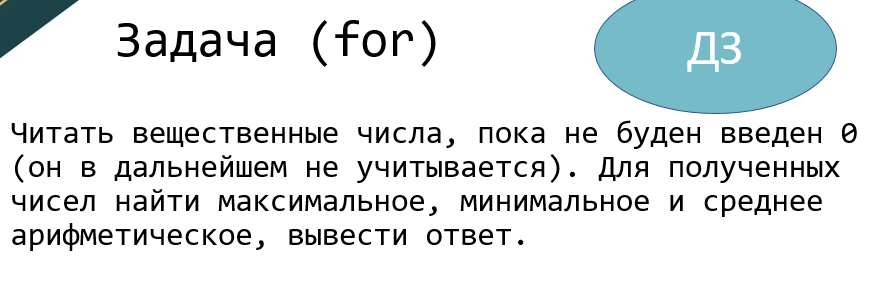 Задача (for)
ДЗ
Читать вещественные числа, пока не буден введен 0
(он в дальнейшем не учитывается). Для полученных
чисел найти максимальное, минимальное и среднее
арифметическое, вывести ответ.